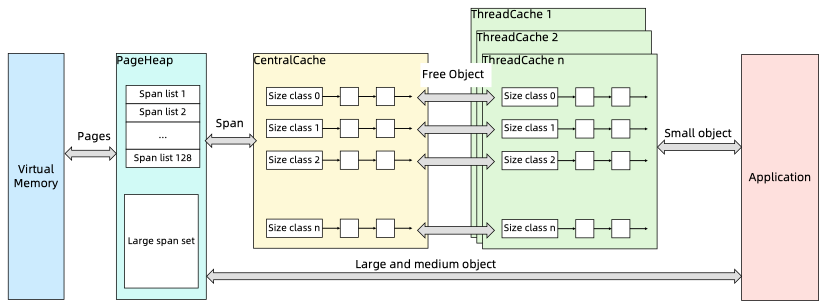 ThreadCache 1
ThreadCache 2
PageHeap
CentralCache
ThreadCache n
Free Object
Span list 1
Span list 2
...
Span list 128
Size class 0
Size class 0
Size class 1
Size class 1
Size class 2
Size class 2
Size class n
Size class n
Pages
Span
Small object
Virtual
Memory
Application
Large span set
Large and medium object